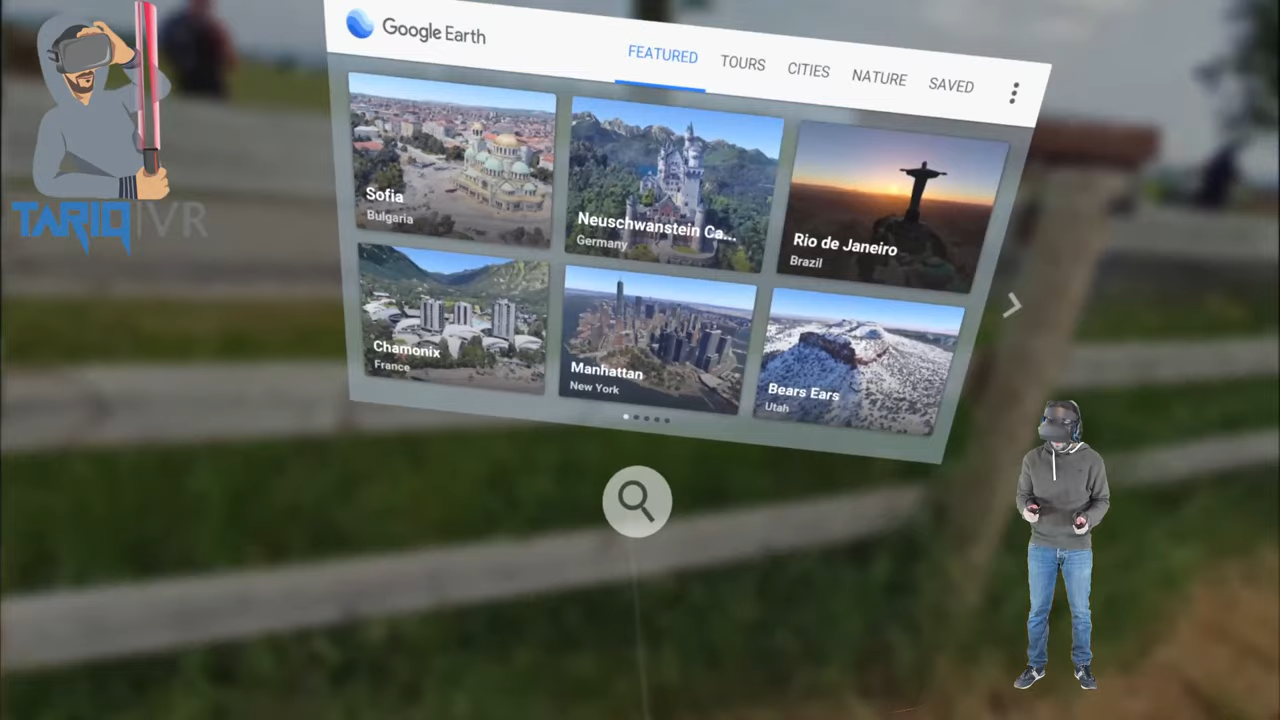 Google Earth
FEATURED
TOURS
CITIES
NATURE
SAVED
Sofia
Bulgaria
Neuschwanstein Ca...
Germany
Rio de Janeiro
Brazil
Chamonix
France
Manhattan
New York
Bears Ears
Utah
TARIQ|VR